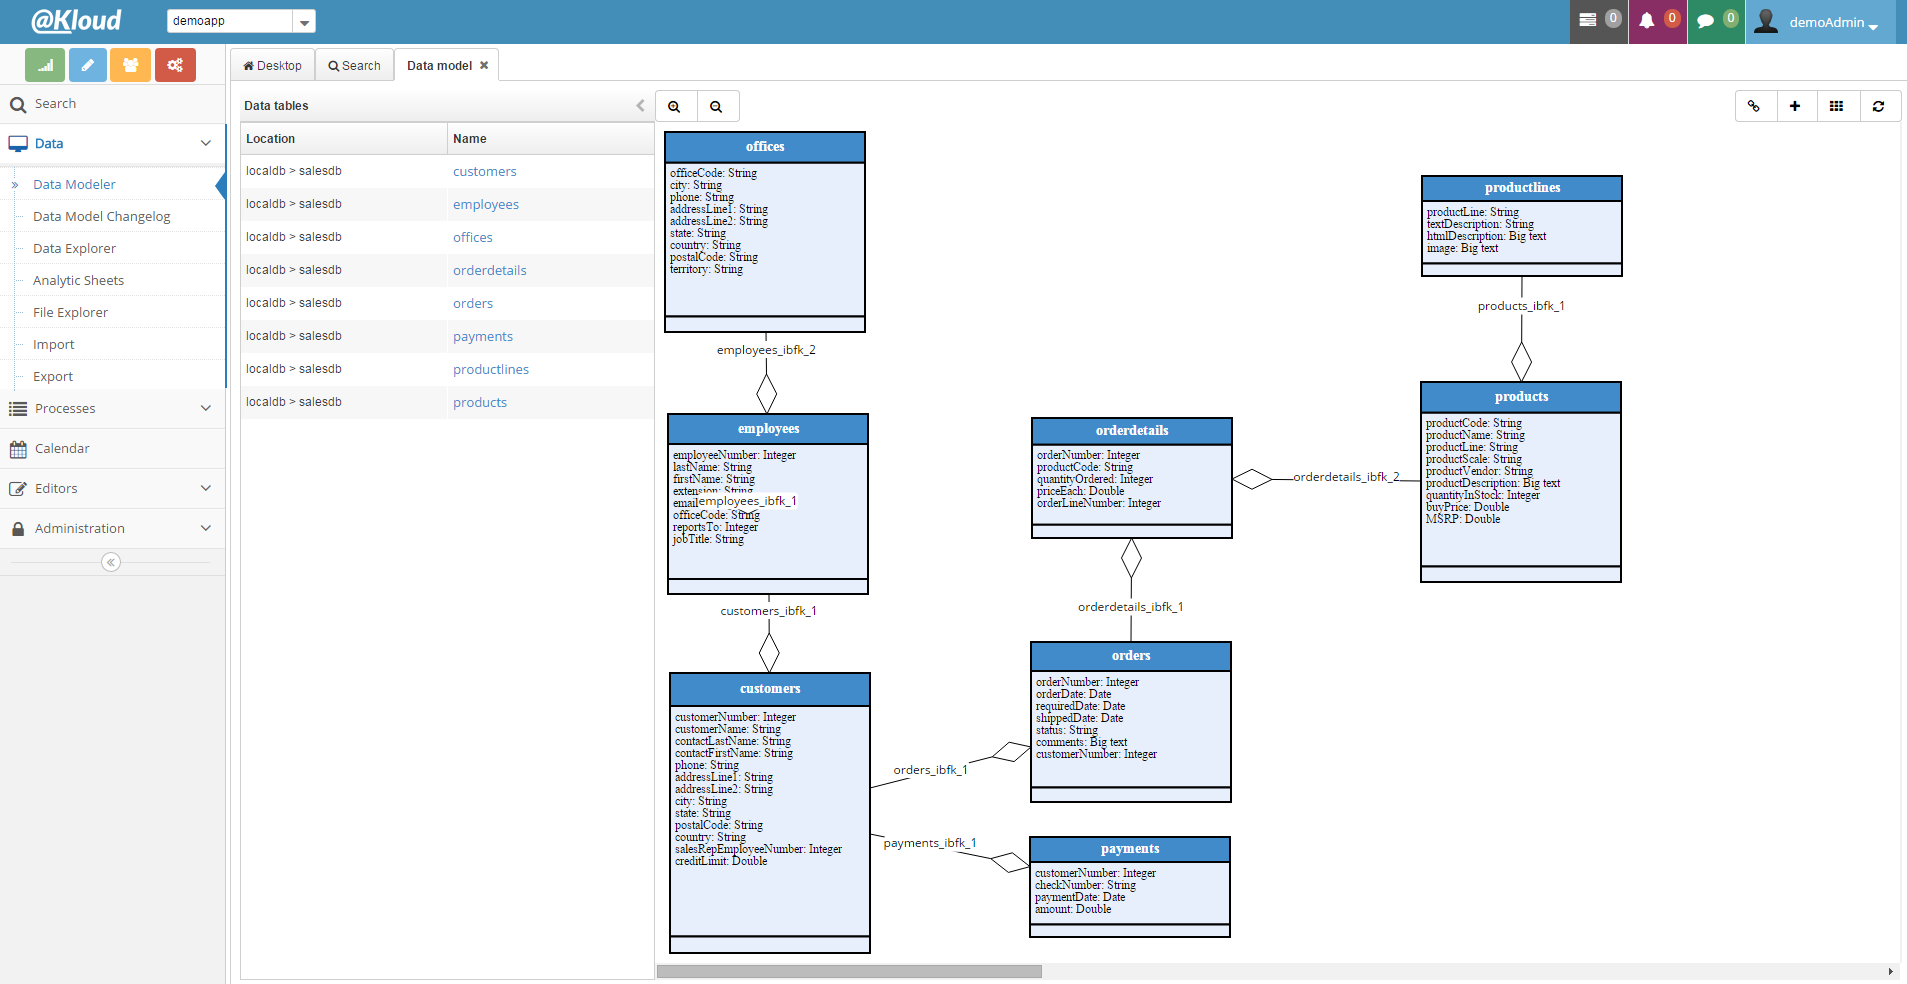 @Kloud
demoapp
0
0
0
demoAdmin
Desktop
Search
Data model
Search
Data
Data Modeler
Data Model Changelog
Data Explorer
Analytic Sheets
File Explorer
Import
Export
Processes
Calendar
Editors
Administration
Data tables
Location Name
localdb > salesdb customers
localdb > salesdb employees
localdb > salesdb offices
localdb > salesdb orderdetails
localdb > salesdb orders
localdb > salesdb payments
localdb > salesdb productlines
localdb > salesdb products
offices
officeCode: String
city: String
phone: String
addressLine1: String
addressLine2: String
state: String
country: String
postalCode: String
territory: String
employees_ibfk_2
employees
employeeNumber: Integer
lastName: String
firstName: String
extension: String
email
employees_ibfk_1
officeCode: String
reportsTo: Integer
jobTitle: String
customers_ibfk_1
customers
customerNumber: Integer
customerName: String
contactLastName: String
contactFirstName: String
phone: String
addressLine1: String
addressLine2: String
city: String
state: String
postalCode: String
country: String
salesRepEmployeeNumber: Integer
creditLimit: Double
orders_ibfk_1
payments_ibfk_1
orderdetails
orderNumber: Integer
productCode: String
quantityOrdered: Integer
priceEach: Double
orderLineNumber: Integer
orderdetails_ibfk_2
orderdetails_ibfk_1
orders
orderNumber: Integer
orderDate: Date
requiredDate: Date
shippedDate: Date
status: String
comments: Big text
customerNumber: Integer
payments
customerNumber: Integer
checkNumber: String
paymentDate: Date
amount: Double
productlines
productLine: String
textDescription: String
htmlDescription: Big text
image: Big text
products_ibfk_1
products
productCode: String
productName: String
productLine: String
productScale: String
productVendor: String
productDescription: Big text
quantityInStock: Integer
buyPrice: Double
MSRP: Double